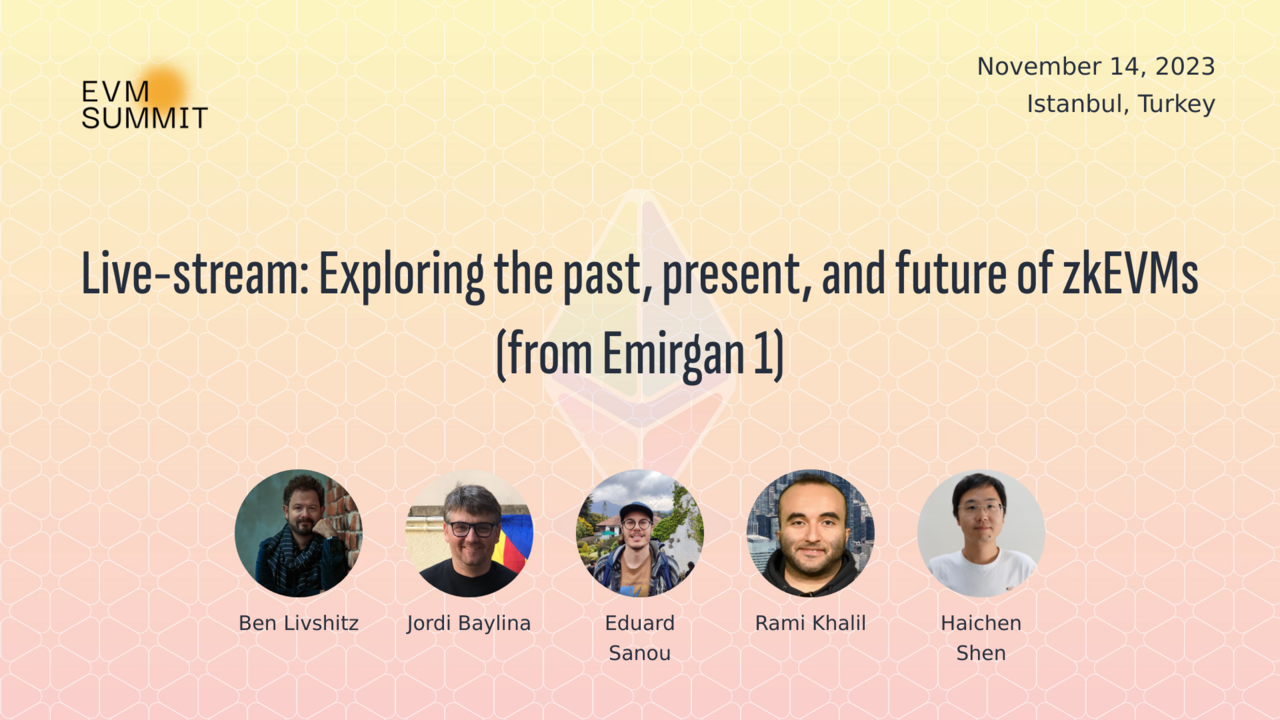 EVM
SUMMIT
November 14, 2023
Istanbul, Turkey
Live-stream: Exploring the past, present, and future of zkEVMs
(from Emirgan 1)
Ben Livshitz
Jordi Baylina
Eduard
Sanou
Rami Khalil
Haichen
Shen